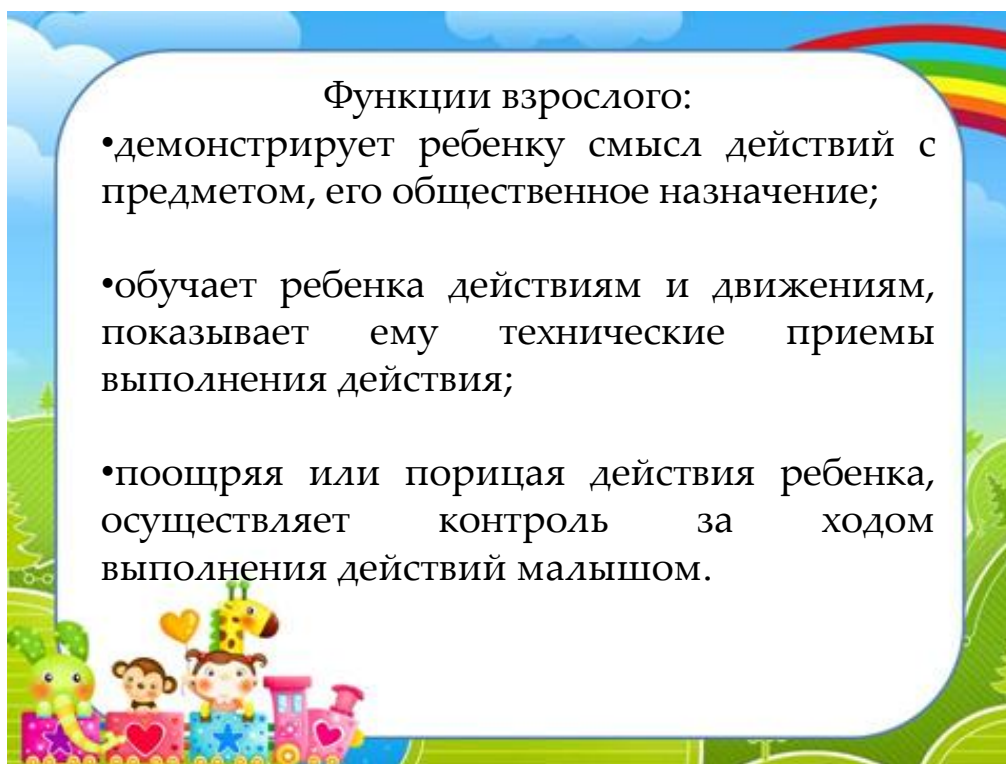 Функции взрослого:
•демонстрирует ребенку смысл действий с
предметом, его общественное назначение;
•обучает ребенка действиям и движениям,
показывает ему технические приемы
выполнения действия;
•поощряя или порицая действия ребенка,
осуществляет контроль за ходом
выполнения действий малышом.